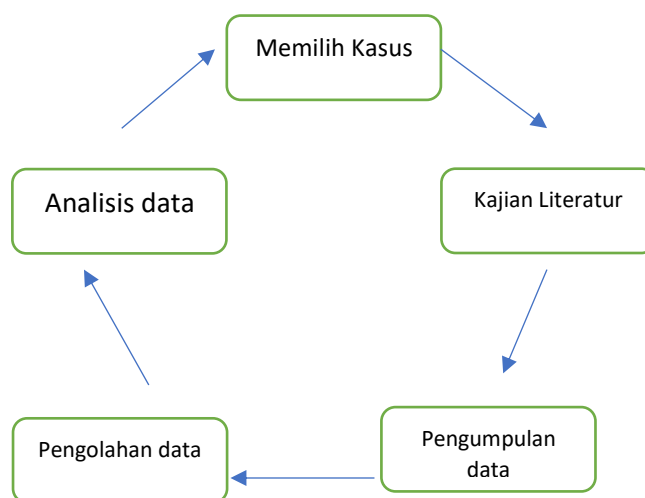 Memilih Kasus
Analisis data
Kajian Literatur
Pengolahan data
Pengumpulan
data